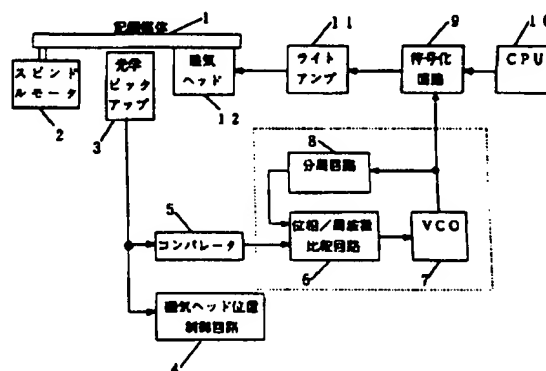 記録媒体 1
スピンド
ルモータ
2
光学
ピック
アップ
3
磁気
ヘッド
12
11
ライト
アンプ
9
符号化
回路
10
CPU
8
分周回路
5
コンパレータ
位相/周波数
比較回路
6
VCO
7
磁気ヘッド位置
制御回路
4